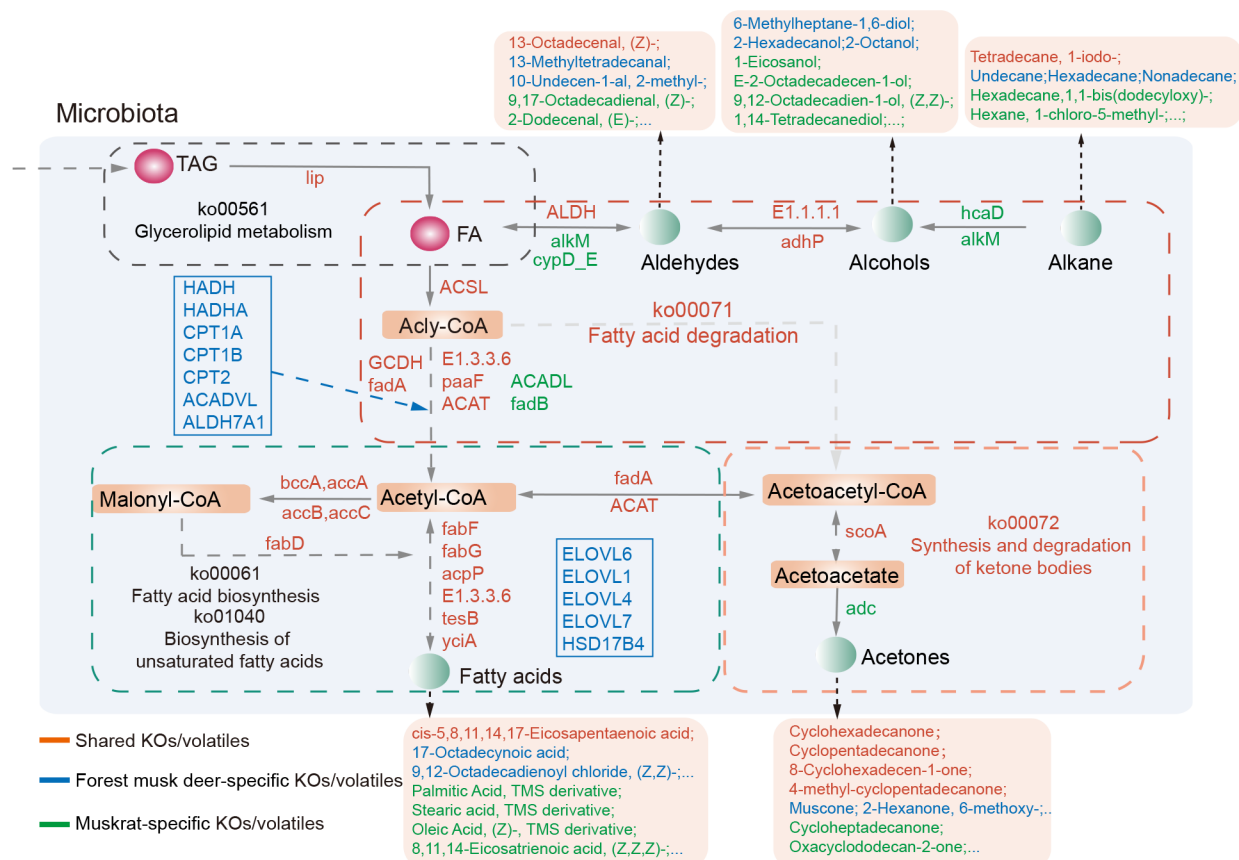 13-Octadecenal, (Z)-;
13-Methyltetradecanal;
10-Undecen-1-al, 2-methyl-;
9,17-Octadecadienal, (Z)-;
2-Dodecenal, (E)-;...
6-Methylheptane-1,6-diol;
2-Hexadecanol;2-Octanol;
1-Eicosanol;
E-2-Octadecadecen-1-ol;
9,12-Octadecadien-1-ol, (Z,Z)-;
1,14-Tetradecanediol;...;
Tetradecane, 1-iodo-;
Undecane;Hexadecane;Nonadecane;
Hexadecane,1,1-bis(dodecyloxy)-;
Hexane, 1-chloro-5-methyl-;...;
Microbiota
TAG
lip
ko00561
Glycerolipid metabolism
FA
ALDH
alkM
cypD_E
Aldehydes
E1.1.1.1
adhP
Alcohols
hcaD
alkM
Alkane
ACSL
Acly-CoA
ko00071
Fatty acid degradation
HADH
HADHA
CPT1A
CPT1B
CPT2
ACADVL
ALDH7A1
GCDH
fadA
E1.3.3.6
paaF
ACAT
ACADL
fadB
Malonyl-CoA
bccA,accA
accB,accC
Acetyl-CoA
fadA
ACAT
Acetoacetyl-CoA
fabD
ko00061
Fatty acid biosynthesis
ko01040
Biosynthesis of
unsaturated fatty acids
fabF
fabG
acpP
E1.3.3.6
tesB
yciA
ELOVL6
ELOVL1
ELOVL4
ELOVL7
HSD17B4
Fatty acids
scoA
ko00072
Synthesis and degradation
of ketone bodies
Acetoacetate
adc
Acetones
Shared KOs/volatiles
Forest musk deer-specific KOs/volatiles
Muskrat-specific KOs/volatiles
cis-5,8,11,14,17-Eicosapentaenoic acid;
17-Octadecynoic acid;
9,12-Octadecadienoyl chloride, (Z,Z)-;...
Palmitic Acid, TMS derivative;
Stearic acid, TMS derivative;
Oleic Acid, (Z)-, TMS derivative;
8,11,14-Eicosatrienoic acid, (Z,Z,Z)-;...
Cyclohexadecanone;
Cyclopentadecanone;
8-Cyclohexadecen-1-one;
4-methyl-cyclopentadecanone;
Muscone; 2-Hexanone, 6-methoxy-;..
Cycloheptadecanone;
Oxacyclododecan-2-one;...